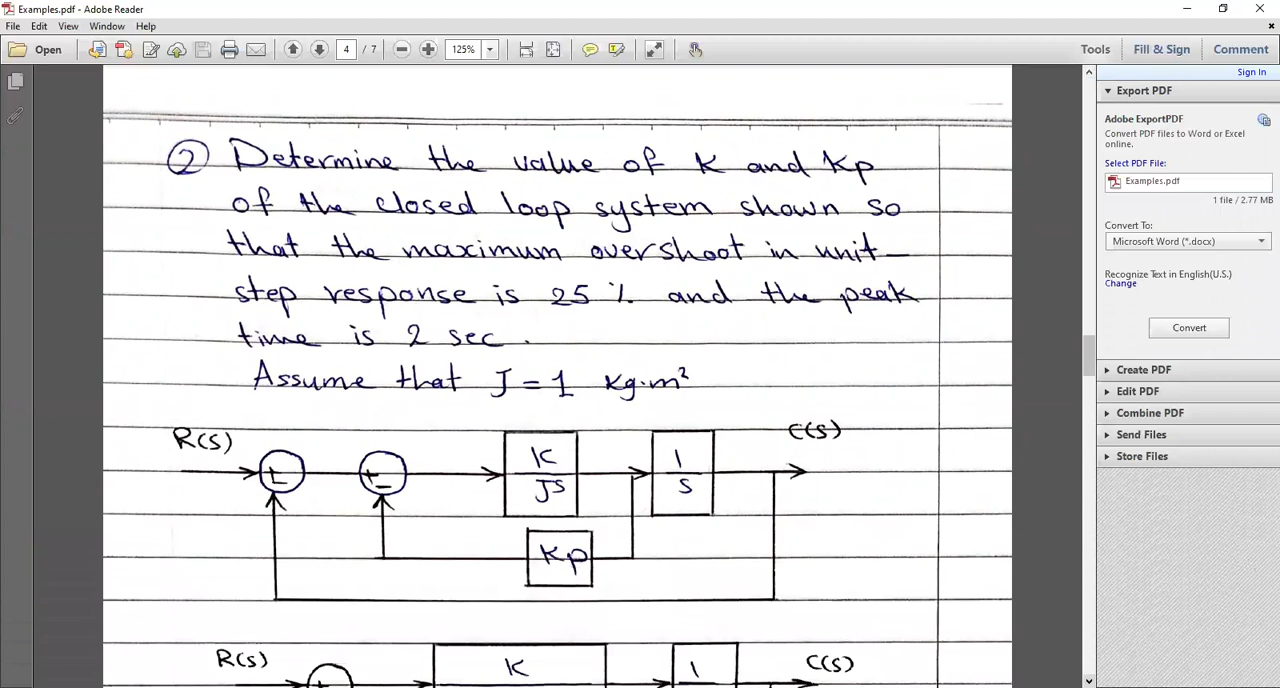 Examples.pdf - Adobe Reader
File Edit View Window Help
Open 4 / 7 125% Tools Fill & Sign Comment
Sign In
Export PDF
Adobe ExportPDF
Convert PDF files to Word or Excel
online.
Select PDF File:
Examples.pdf
1 file / 2.77 MB
Convert To:
Microsoft Word (*.docx)
Recognize Text in English(U.S.)
Change
Convert
Create PDF
Edit PDF
Combine PDF
Send Files
Store Files
② Determine the value of K and Kp
of the closed loop system shown so
that the maximum overshoot in unit-
step response is 25 % and the peak
time is 2 sec.
Assume that J = 1 Kg.m²
R(s) C(s)
+ - + - K/Js 1/s
Kp
R(s) K 1 C(s)
+